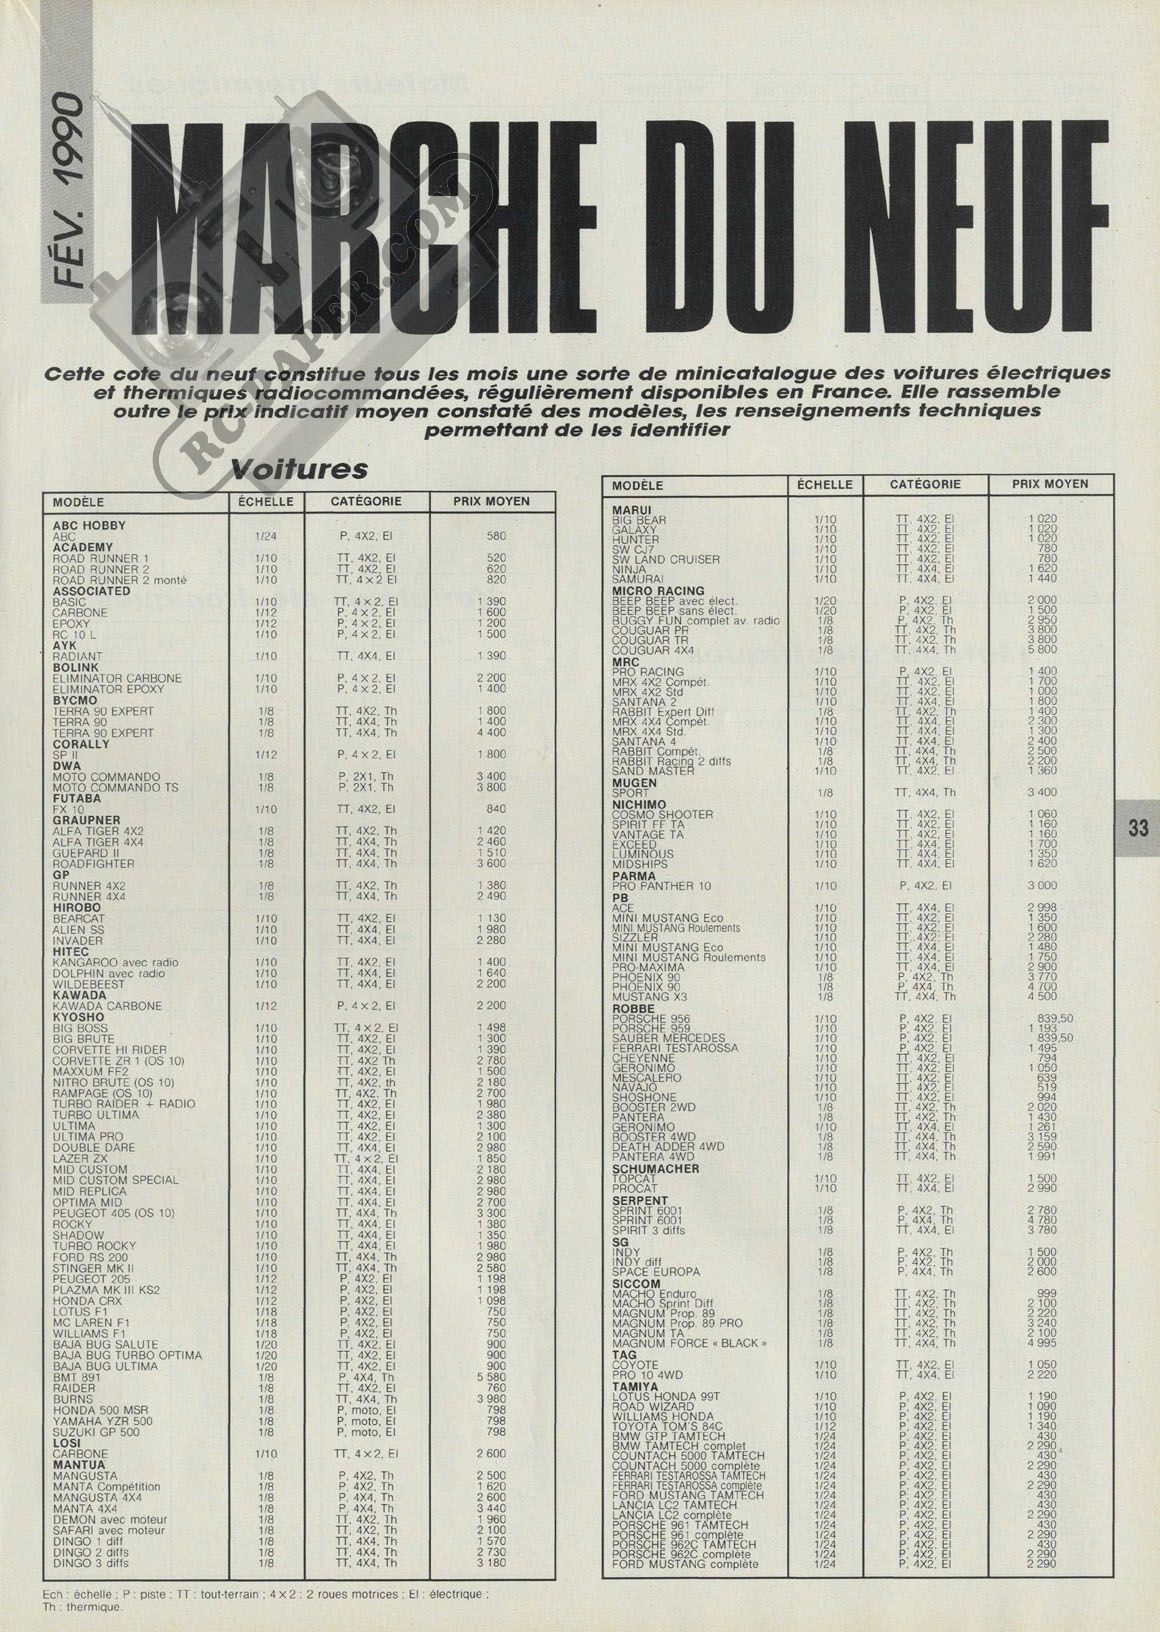 FÉV. 1990
MARCHE DU NEUF
RC-PAPER.COM
Cette cote du neuf constitue tous les mois une sorte de minicatalogue des voitures électriques
et thermiques radiocommandées, régulièrement disponibles en France. Elle rassemble
outre le prix indicatif moyen constaté des modèles, les renseignements techniques
permettant de les identifier
Voitures
MODÈLE ÉCHELLE CATÉGORIE PRIX MOYEN
ABC HOBBY
ABC 1/24 P, 4X2, El 580
ACADEMY
ROAD RUNNER 1 1/10 TT, 4X2, El 520
ROAD RUNNER 2 1/10 TT, 4X2, El 620
ROAD RUNNER 2 monté 1/10 TT, 4×2 El 820
ASSOCIATED
BASIC 1/10 TT, 4×2, El 1 390
CARBONE 1/12 P, 4×2, El 1 600
EPOXY 1/12 P, 4×2, El 1 200
RC 10 L 1/10 P, 4×2, El 1 500
AYK
RADIANT 1/10 TT, 4X4, El 1 390
BOLINK
ELIMINATOR CARBONE 1/10 P, 4×2, El 2 200
ELIMINATOR EPOXY 1/10 P, 4×2, El 1 400
BYCMO
TERRA 90 EXPERT 1/8 TT, 4X2, Th 1 800
TERRA 90 1/8 TT, 4X4, Th 1 400
TERRA 90 EXPERT 1/8 TT, 4X4, Th 4 400
CORALLY
SP II 1/12 P, 4×2, El 1 800
DWA
MOTO COMMANDO 1/8 P, 2X1, Th 3 400
MOTO COMMANDO TS 1/8 P, 2X1, Th 3 800
FUTABA
FX 10 1/10 TT, 4X2, El 840
GRAUPNER
ALFA TIGER 4X2 1/8 TT, 4X2, Th 1 420
ALFA TIGER 4X4 1/8 TT, 4X4, Th 2 460
GUEPARD II 1/8 TT, 4X4, Th 1 510
ROADFIGHTER 1/8 TT, 4X4, Th 3 600
GP
RUNNER 4X2 1/8 TT, 4X2, Th 1 380
RUNNER 4X4 1/8 TT, 4X4, Th 2 490
HIROBO
BEARCAT 1/10 TT, 4X2, El 1 130
ALIEN SS 1/10 TT, 4X4, El 1 980
INVADER 1/10 TT, 4X4, El 2 280
HITEC
KANGAROO avec radio 1/10 TT, 4X2, El 1 400
DOLPHIN avec radio 1/10 TT, 4X4, El 1 640
WILDEBEEST 1/10 TT, 4X4, El 2 200
KAWADA
KAWADA CARBONE 1/12 P, 4×2, El 2 200
KYOSHO
BIG BOSS 1/10 TT, 4×2, El 1 498
BIG BRUTE 1/10 TT, 4X2, El 1 300
CORVETTE HI RIDER 1/10 TT, 4X2, El 1 390
CORVETTE ZR 1 (OS 10) 1/10 TT, 4X2 Th 2 780
MAXXUM FF2 1/10 TT, 4X2, El 1 500
NITRO BRUTE (OS 10) 1/10 TT, 4X2, th 2 180
RAMPAGE (OS 10) 1/10 TT, 4X2, Th 2 700
TURBO RAIDER + RADIO 1/10 TT, 4X2, El 1 980
TURBO ULTIMA 1/10 TT, 4X2, El 2 380
ULTIMA 1/10 TT, 4X2, El 1 300
ULTIMA PRO 1/10 TT, 4X2, El 2 100
DOUBLE DARE 1/10 TT, 4X4, El 2 980
LAZER ZX 1/10 TT, 4×2, El 1 850
MID CUSTOM 1/10 TT, 4X4, El 2 180
MID CUSTOM SPECIAL 1/10 TT, 4X4, El 2 980
MID REPLICA 1/10 TT, 4X4, El 2 980
OPTIMA MID 1/10 TT, 4X4, El 2 700
PEUGEOT 405 (OS 10) 1/10 TT, 4X4, Th 3 300
ROCKY 1/10 TT, 4X4, El 1 380
SHADOW 1/10 TT, 4X4, El 1 350
TURBO ROCKY 1/10 TT, 4X4, El 1 980
FORD RS 200 1/10 TT, 4X4, Th 2 980
STINGER MK II 1/10 TT, 4X4, Th 2 580
PEUGEOT 205 1/12 P, 4X2, El 1 198
PLAZMA MK III KS2 1/12 P, 4X2, El 1 198
HONDA CRX 1/12 P, 4X2, El 1 098
LOTUS F1 1/18 P, 4X2, El 750
MC LAREN F1 1/18 P, 4X2, El 750
WILLIAMS F1 1/18 P, 4X2, El 750
BAJA BUG SALUTE 1/20 TT, 4X2, El 900
BAJA BUG TURBO OPTIMA 1/20 TT, 4X2, El 900
BAJA BUG ULTIMA 1/20 TT, 4X2, El 900
BMT 891 1/8 P, 4X4, Th 5 580
RAIDER 1/8 TT, 4X2, El 760
BURNS 1/8 TT, 4X4, Th 3 980
HONDA 500 MSR 1/8 P, moto, El 798
YAMAHA YZR 500 1/8 P, moto, El 798
SUZUKI GP 500 1/8 P, moto, El 798
LOSI
CARBONE 1/10 TT, 4×2, El 2 600
MANTUA
MANGUSTA 1/8 P, 4X2, Th 2 500
MANTA Compétition 1/8 P, 4X2, Th 1 620
MANGUSTA 4X4 1/8 P, 4X4, Th 2 600
MANTA 4X4 1/8 P, 4X4, Th 3 440
DEMON avec moteur 1/8 TT, 4X2, Th 1 960
SAFARI avec moteur 1/8 TT, 4X2, Th 2 100
DINGO 1 diff 1/8 TT, 4X4, Th 1 570
DINGO 2 diffs 1/8 TT, 4X4, Th 2 730
DINGO 3 diffs 1/8 TT, 4X4, Th 3 180
Ech : échelle ; P : piste ; TT : tout-terrain ; 4×2 : 2 roues motrices ; El : électrique ;
Th : thermique.
MODÈLE ÉCHELLE CATÉGORIE PRIX MOYEN
MARUI
BIG BEAR 1/10 TT, 4X2, El 1 020
GALAXY 1/10 TT, 4X2, El 1 020
HUNTER 1/10 TT, 4X2, El 1 020
SW CJ7 1/10 TT, 4X2, El 780
SW LAND CRUISER 1/10 TT, 4X2, El 780
NINJA 1/10 TT, 4X4, El 1 620
SAMURAI 1/10 TT, 4X4, El 1 440
MICRO RACING
BEEP BEEP avec élect. 1/20 P, 4X2, El 2 000
BEEP BEEP sans élect. 1/20 P, 4X2, El 1 500
BUGGY FUN complet av. radio 1/8 P, 4X2, Th 2 950
COUGUAR PR 1/8 TT, 4X2, Th 3 800
COUGUAR TR 1/8 TT, 4X2, Th 3 800
COUGUAR 4X4 1/8 TT, 4X4, Th 5 800
MRC
PRO RACING 1/10 P, 4X2, El 1 400
MRX 4X2 Compét. 1/10 TT, 4X2, El 1 700
MRX 4X2 Std 1/10 TT, 4X2, El 1 000
SANTANA 2 1/10 TT, 4X4, El 1 800
RABBIT Expert Diff 1/8 TT, 4X2, Th 1 400
MRX 4X4 Compét. 1/10 TT, 4X4, El 2 300
MRX 4X4 Std. 1/10 TT, 4X4, El 1 300
SANTANA 4 1/10 TT, 4X4, El 2 400
RABBIT Compét. 1/8 TT, 4X4, Th 2 500
RABBIT Racing 2 diffs 1/8 TT, 4X4, Th 2 200
SAND MASTER 1/10 TT, 4X2, El 1 360
MUGEN
SPORT 1/8 TT, 4X4, Th 3 400
NICHIMO
COSMO SHOOTER 1/10 TT, 4X2, El 1 060
SPIRIT FF TA 1/10 TT, 4X2, El 1 160
VANTAGE TA 1/10 TT, 4X2, El 1 160
EXCEED 1/10 TT, 4X4, El 1 700
LUMINOUS 1/10 TT, 4X4, El 1 350
MIDSHIPS 1/10 TT, 4X4, El 1 620
PARMA
PRO PANTHER 10 1/10 P, 4X2, El 3 000
PB
ACE 1/10 TT, 4X4, El 2 998
MINI MUSTANG Eco 1/10 TT, 4X2, El 1 350
MINI MUSTANG Roulements 1/10 TT, 4X2, El 1 600
SIZZLER 1/10 TT, 4X2, El 2 280
MINI MUSTANG Eco 1/10 TT, 4X4, El 1 480
MINI MUSTANG Roulements 1/10 TT, 4X4, El 1 750
PRO-MAXIMA 1/10 TT, 4X4, El 2 900
PHOENIX 90 1/8 P, 4X2, Th 3 770
PHOENIX 90 1/8 P, 4X4, Th 4 700
MUSTANG X3 1/8 TT, 4X4, Th 4 500
ROBBE
PORSCHE 956 1/10 P, 4X2, El 839,50
PORSCHE 959 1/10 P, 4X2, El 1 193
SAUBER MERCEDES 1/10 P, 4X2, El 839,50
FERRARI TESTAROSSA 1/10 P, 4X2, El 1 495
CHEYENNE 1/10 TT, 4X2, El 794
GERONIMO 1/10 TT, 4X2, El 1 050
MESCALERO 1/10 TT, 4X2, El 639
NAVAJO 1/10 TT, 4X2, El 519
SHOSHONE 1/10 TT, 4X2, El 994
BOOSTER 2WD 1/8 TT, 4X2, Th 2 020
PANTERA 1/8 TT, 4X2, Th 1 430
GERONIMO 1/10 TT, 4X4, El 1 261
BOOSTER 4WD 1/8 TT, 4X4, Th 3 159
DEATH ADDER 4WD 1/8 TT, 4X4, Th 2 590
PANTERA 4WD 1/8 TT, 4X4, Th 1 991
SCHUMACHER
TOPCAT 1/10 TT, 4X2, El 1 500
PROCAT 1/10 TT, 4X4, El 2 990
SERPENT
SPRINT 6001 1/8 P, 4X2, Th 2 780
SPRINT 6001 1/8 P, 4X4, Th 4 780
SPIRIT 3 diffs 1/8 TT, 4X4, El 3 780
SG
INDY 1/8 P, 4X2, Th 1 500
INDY diff 1/8 P, 4X2, Th 2 000
SPACE EUROPA 1/8 P, 4X4, Th 2 600
SICCOM
MACHO Enduro 1/8 TT, 4X2, Th 999
MACHO Sprint Diff 1/8 TT, 4X2, Th 2 100
MAGNUM Prop. 89 1/8 TT, 4X2, Th 2 220
MAGNUM Prop. 89 PRO 1/8 TT, 4X2, Th 3 240
MAGNUM TA 1/8 TT, 4X2, Th 2 100
MAGNUM FORCE « BLACK » 1/8 TT, 4X4, Th 4 995
TAG
COYOTE 1/10 TT, 4X2, El 1 050
PRO 10 4WD 1/10 TT, 4X4, El 2 220
TAMIYA
LOTUS HONDA 99T 1/10 P, 4X2, El 1 190
ROAD WIZARD 1/10 P, 4X2, El 1 090
WILLIAMS HONDA 1/10 P, 4X2, El 1 190
TOYOTA TOM'S 84C 1/12 P, 4X2, El 1 340
BMW GTP TAMTECH 1/24 P, 4X2, El 430
BMW TAMTECH complet 1/24 P, 4X2, El 2 290
COUNTACH 5000 TAMTECH 1/24 P, 4X2, El 430
COUNTACH 5000 complète 1/24 P, 4X2, El 2 290
FERRARI TESTAROSSA TAMTECH 1/24 P, 4X2, El 430
FERRARI TESTAROSSA complète 1/24 P, 4X2, El 2 290
FORD MUSTANG TAMTECH 1/24 P, 4X2, El 430
LANCIA LC2 TAMTECH 1/24 P, 4X2, El 430
LANCIA LC2 complète 1/24 P, 4X2, El 2 290
PORSCHE 961 TAMTECH 1/24 P, 4X2, El 430
PORSCHE 961 complète 1/24 P, 4X2, El 2 290
PORSCHE 962C TAMTECH 1/24 P, 4X2, El 430
PORSCHE 962C complète 1/24 P, 4X2, El 2 290
FORD MUSTANG complète 1/24 P, 4X2, El 2 290
33